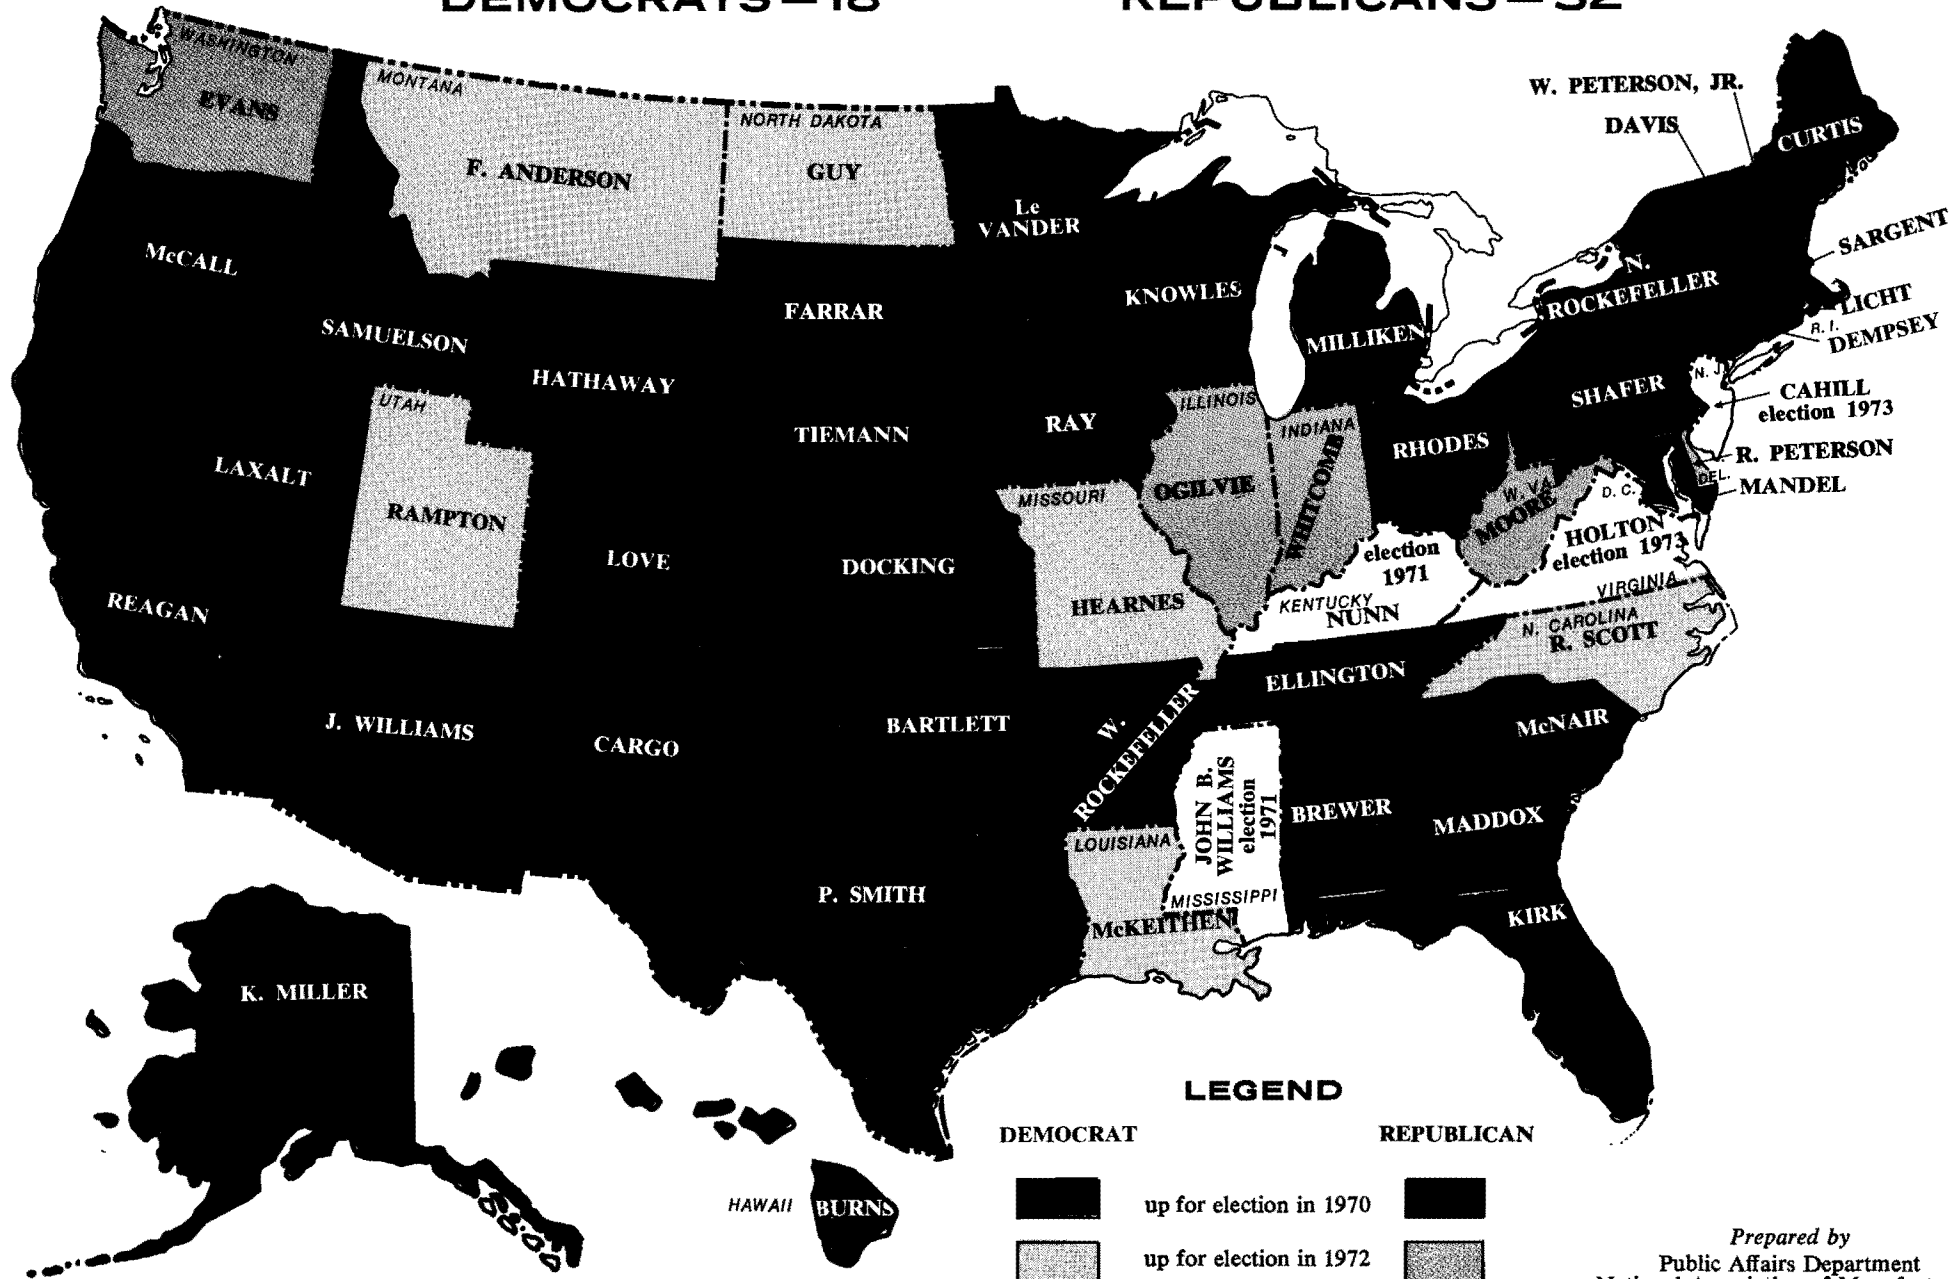 DEMOCRATS—18
REPUBLICANS—32
WASHINGTON
EVANS
MONTANA
F. ANDERSON
NORTH DAKOTA
GUY
Le
VANDER
W. PETERSON, JR.
DAVIS
CURTIS
SARGENT
McCALL
SAMUELSON
HATHAWAY
FARRAR
KNOWLES
MILLIKEN
N.
ROCKEFELLER
LICHT
R. I.
DEMPSEY
UTAH
RAMPTON
LAXALT
TIEMANN
RAY
ILLINOIS
OGILVIE
INDIANA
WHITCOMB
RHODES
SHAFER
N. J.
CAHILL
election 1973
R. PETERSON
DEL.
MANDEL
REAGAN
LOVE
DOCKING
MISSOURI
HEARNES
election
1971
KENTUCKY
NUNN
W. VA.
MOORE
D. C.
HOLTON
election 1973
VIRGINIA
N. CAROLINA
R. SCOTT
J. WILLIAMS
CARGO
BARTLETT
W.
ROCKEFELLER
ELLINGTON
McNAIR
JOHN B.
WILLIAMS
election
1971
MISSISSIPPI
BREWER
MADDOX
P. SMITH
LOUISIANA
McKEITHEN
KIRK
K. MILLER
HAWAII
BURNS
LEGEND
DEMOCRAT
REPUBLICAN
up for election in 1970
up for election in 1972
Prepared by
Public Affairs Department